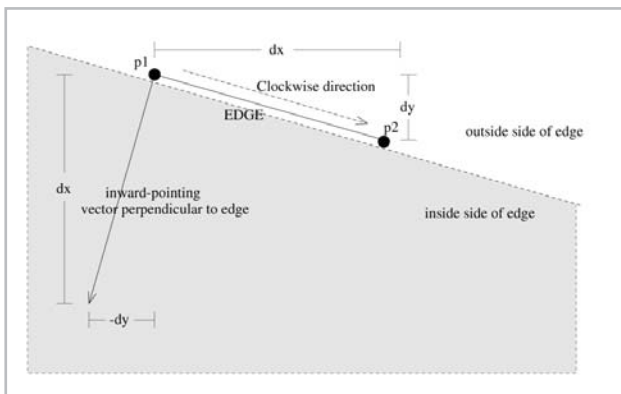 dx
p1
Clockwise direction
dy
EDGE
p2
outside side of edge
dx
inward-pointing
vector perpendicular to edge
inside side of edge
-dy